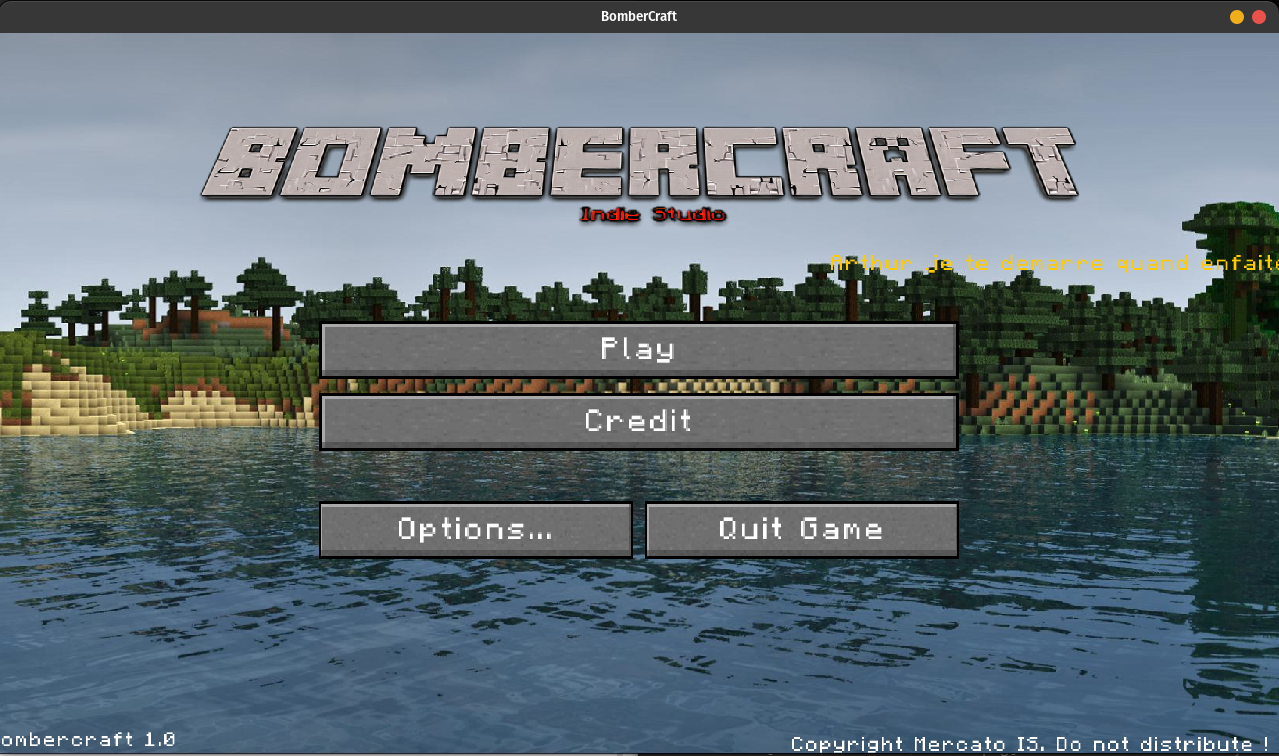 BomberCraft
BOMBERCRAFT
Indie Studio
Arthur je te demarre quand enfaite
Play
Credit
Options...
Quit Game
ombercraft 1.0
Copyright Mercato IS. Do not distribute !